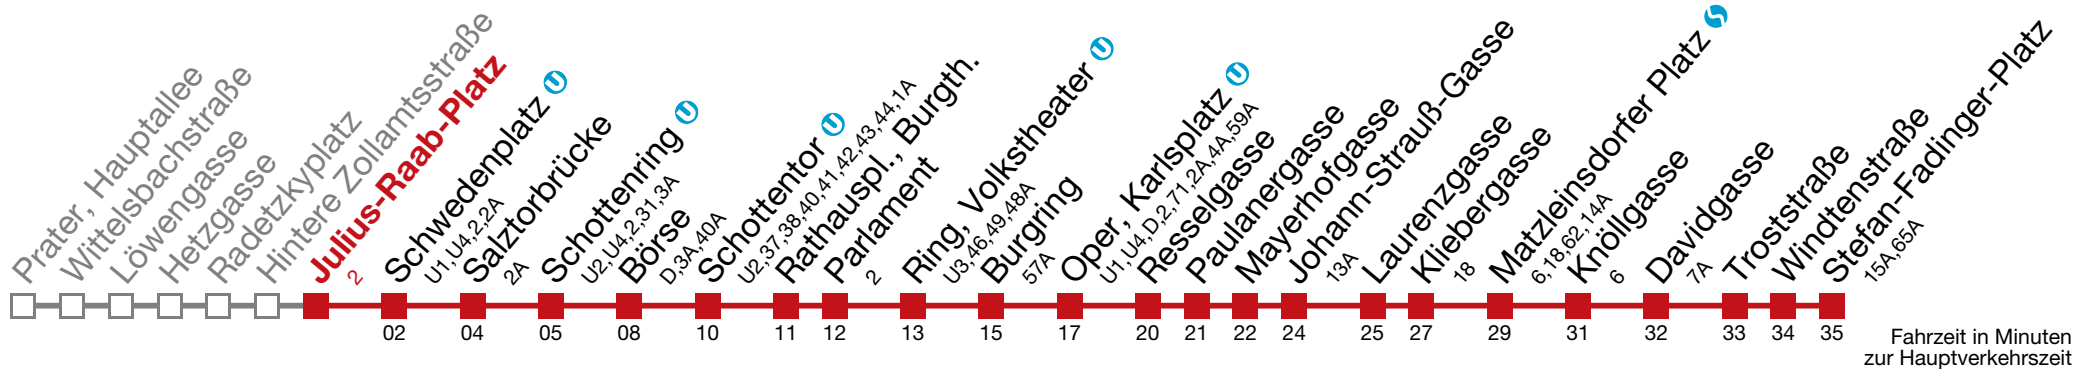 Prater, Hauptallee
Wittelsbachstraße
Löwengasse
Hetzgasse
Radetzkyplatz
Hintere Zollamtsstraße
Julius-Raab-Platz
2
Schwedenplatz U
U1,U4,2,2A
Salztorbrücke
2A
Schottenring U
U2,U4,2,31,3A
Börse
D,3A,40A
Schottentor U
U2,37,38,40,41,42,43,44,1A
Rathauspl., Burgth.
Parlament
2
Ring, Volkstheater U
U3,46,49,48A
Burgring
57A
Oper, Karlsplatz U
U1,U4,D,2,71,2A,4A,59A
Resselgasse
Paulanergasse
Mayerhofgasse
Johann-Strauß-Gasse
13A
Laurenzgasse
Kliebergasse
18
Matzleinsdorfer Platz S
6,18,62,14A
Knöllgasse
6
Davidgasse
7A
Troststraße
Windtenstraße
Stefan-Fadinger-Platz
15A,65A
02 04 05 08 10 11 12 13 15 17 20 21 22 24 25 27 29 31 32 33 34 35
Fahrzeit in Minuten
zur Hauptverkehrszeit